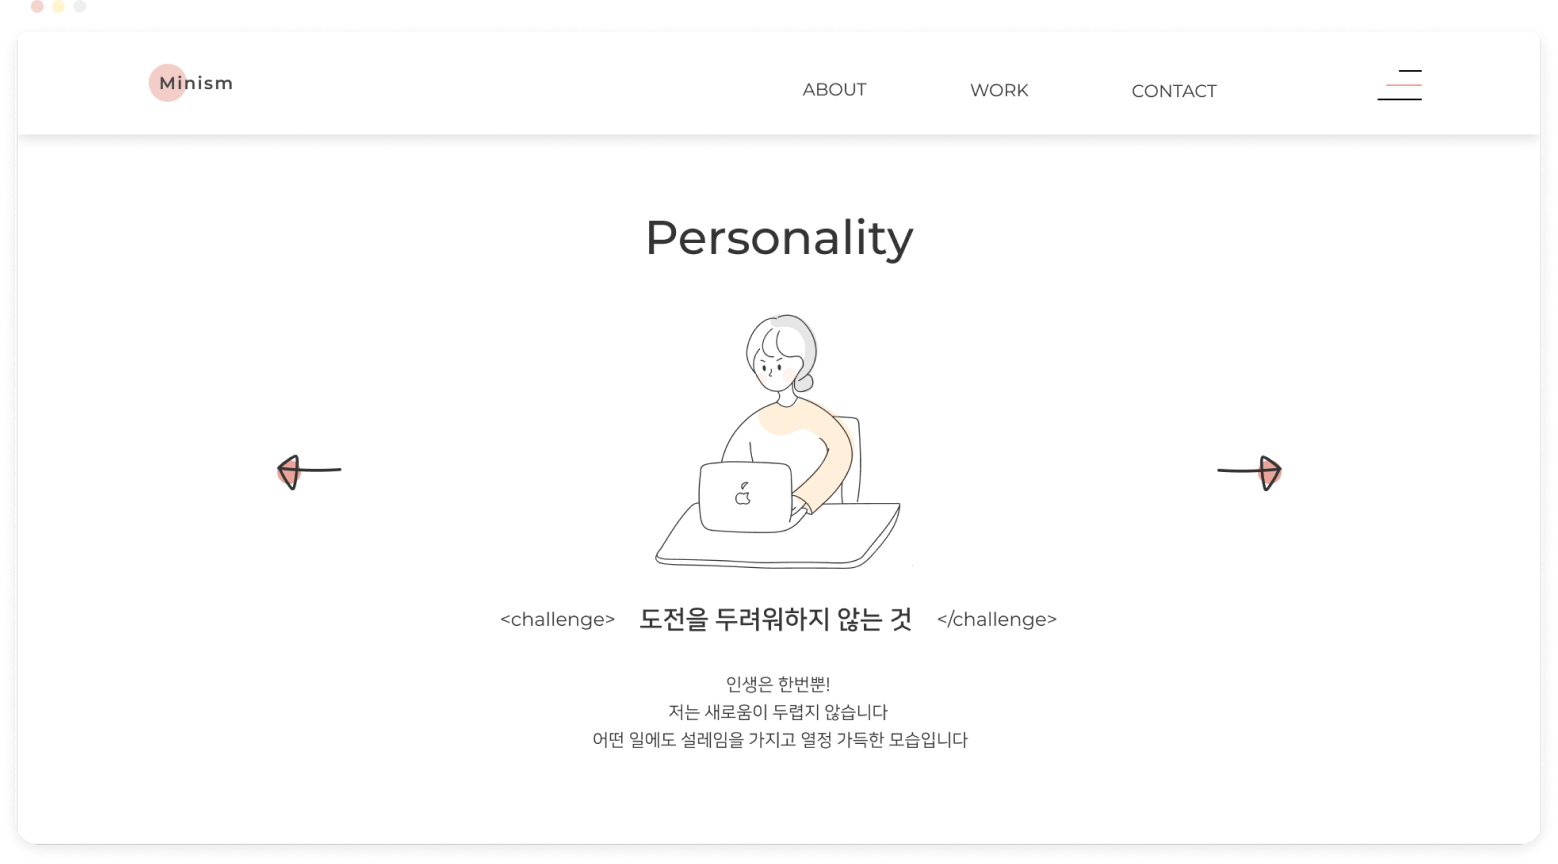 Minism
ABOUT WORK CONTACT
Personality
<challenge> 도전을 두려워하지 않는 것 </challenge>
인생은 한번뿐!
저는 새로움이 두렵지 않습니다
어떤 일에도 설레임을 가지고 열정 가득한 모습입니다